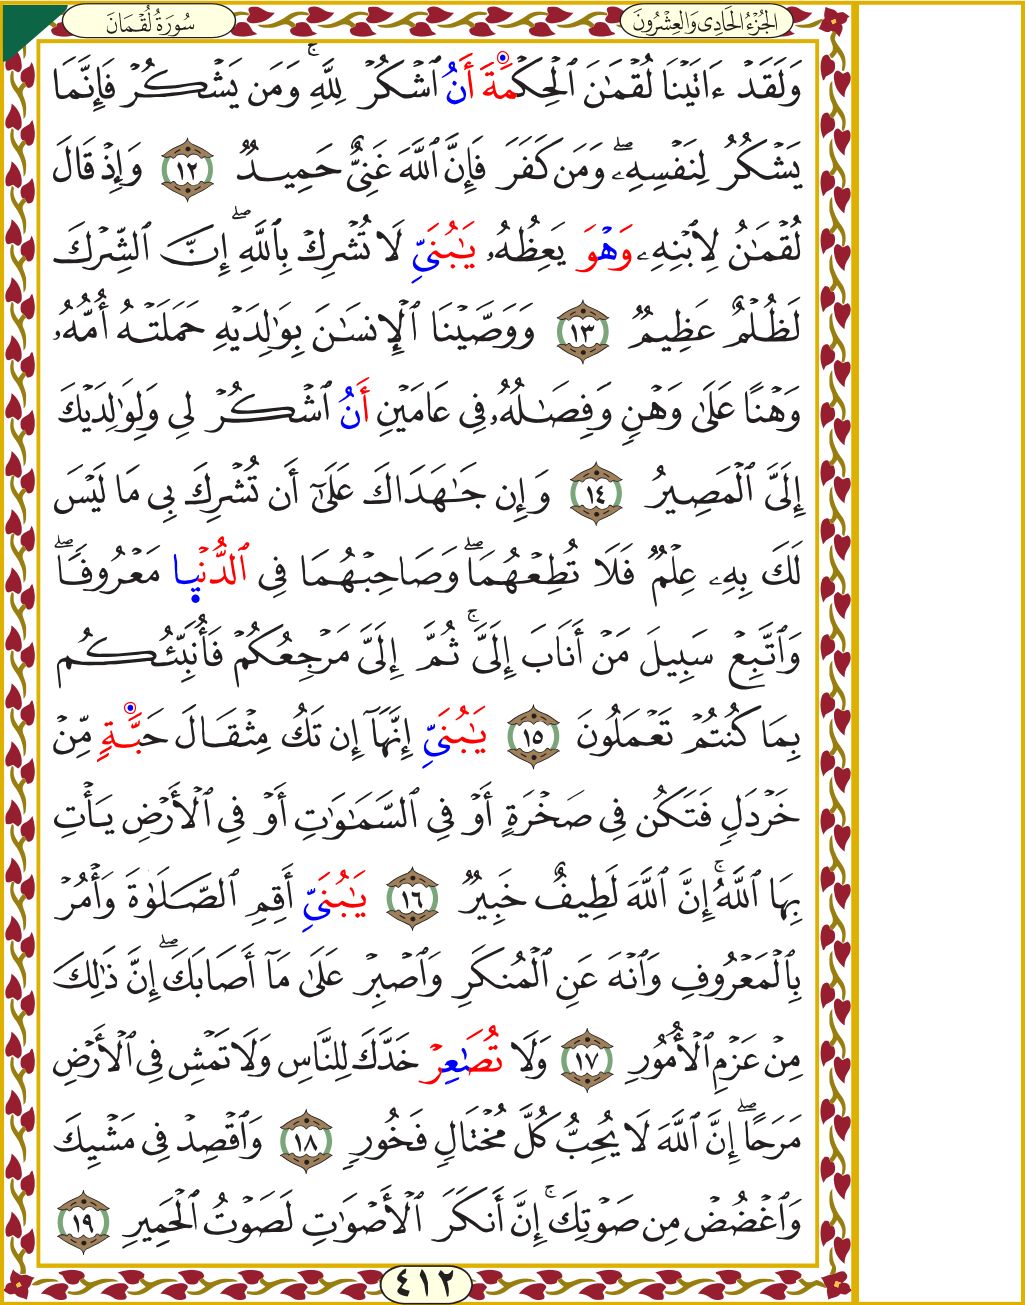 الجُزْءُ الحَادِى وَالعِشْرُونَ
سُورَةُ لُقْمَانَ
وَلَقَدْ ءَاتَيْنَا لُقْمَٰنَ ٱلْحِكْمَةَ أَنُ ٱشْكُرْ لِلَّهِۚ وَمَن يَشْكُرْ فَإِنَّمَا
يَشْكُرُ لِنَفْسِهِۦۖ وَمَن كَفَرَ فَإِنَّ ٱللَّهَ غَنِيٌّ حَمِيدٌ ١٢ وَإِذْ قَالَ
لُقْمَٰنُ لِٱبْنِهِۦ وَهْوَ يَعِظُهُۥ يَٰبُنَىِّ لَا تُشْرِكْ بِٱللَّهِۖ إِنَّ ٱلشِّرْكَ
لَظُلْمٌ عَظِيمٌ ١٣ وَوَصَّيْنَا ٱلْإِنسَٰنَ بِوَٰلِدَيْهِ حَمَلَتْهُ أُمُّهُۥ
وَهْنًا عَلَىٰ وَهْنٍ وَفِصَٰلُهُۥ فِى عَامَيْنِ أَنُ ٱشْكُرْ لِى وَلِوَٰلِدَيْكَ
إِلَىَّ ٱلْمَصِيرُ ١٤ وَإِن جَٰهَدَاكَ عَلَىٰٓ أَن تُشْرِكَ بِى مَا لَيْسَ
لَكَ بِهِۦ عِلْمٌ فَلَا تُطِعْهُمَاۖ وَصَاحِبْهُمَا فِى ٱلدُّنْيَا مَعْرُوفًاۖ
وَٱتَّبِعْ سَبِيلَ مَنْ أَنَابَ إِلَىَّۚ ثُمَّ إِلَىَّ مَرْجِعُكُمْ فَأُنَبِّئُكُم
بِمَا كُنتُمْ تَعْمَلُونَ ١٥ يَٰبُنَىِّ إِنَّهَآ إِن تَكُ مِثْقَالَ حَبَّةٍ مِّنْ
خَرْدَلٍ فَتَكُن فِى صَخْرَةٍ أَوْ فِى ٱلسَّمَٰوَٰتِ أَوْ فِى ٱلْأَرْضِ يَأْتِ
بِهَا ٱللَّهُۚ إِنَّ ٱللَّهَ لَطِيفٌ خَبِيرٌ ١٦ يَٰبُنَىِّ أَقِمِ ٱلصَّلَوٰةَ وَأْمُرْ
بِٱلْمَعْرُوفِ وَٱنْهَ عَنِ ٱلْمُنكَرِ وَٱصْبِرْ عَلَىٰ مَآ أَصَابَكَۖ إِنَّ ذَٰلِكَ
مِنْ عَزْمِ ٱلْأُمُورِ ١٧ وَلَا تُصَٰعِرْ خَدَّكَ لِلنَّاسِ وَلَا تَمْشِ فِى ٱلْأَرْضِ
مَرَحًاۖ إِنَّ ٱللَّهَ لَا يُحِبُّ كُلَّ مُخْتَالٍ فَخُورٍ ١٨ وَٱقْصِدْ فِى مَشْيِكَ
وَٱغْضُضْ مِن صَوْتِكَۚ إِنَّ أَنكَرَ ٱلْأَصْوَٰتِ لَصَوْتُ ٱلْحَمِيرِ ١٩
٤١٢